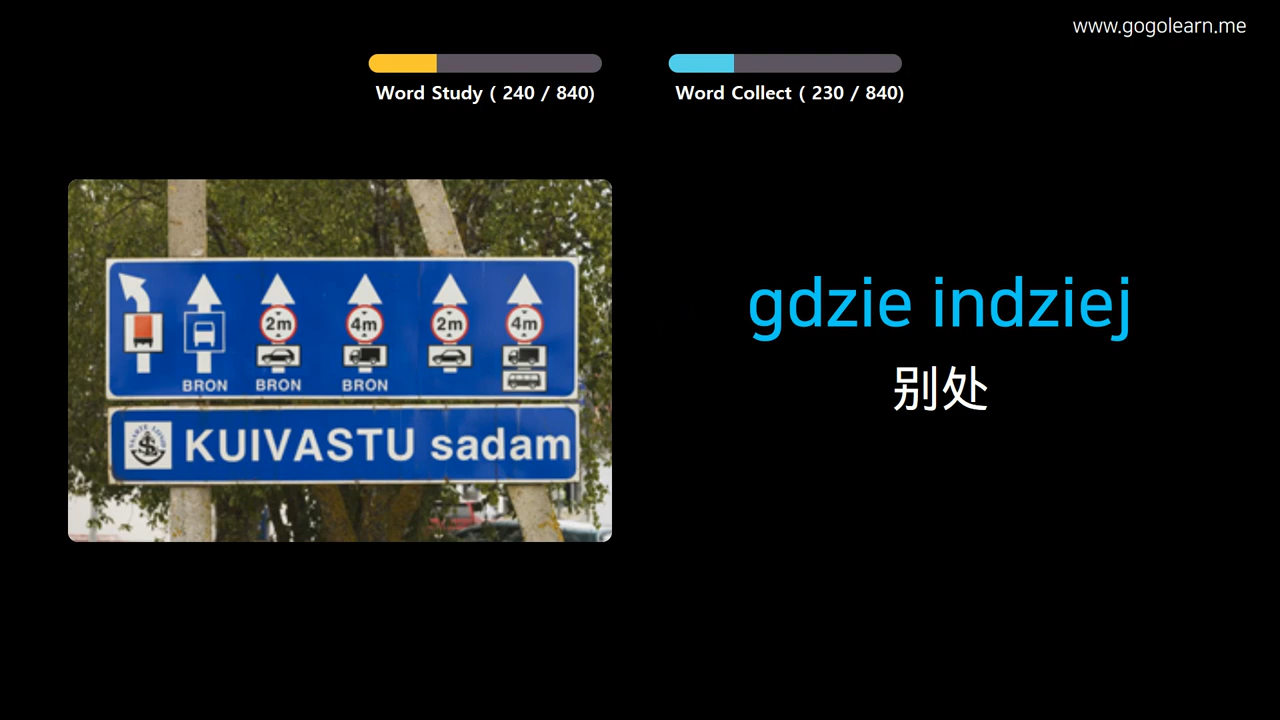 www.gogolearn.me
Word Study ( 240 / 840)
Word Collect ( 230 / 840)
2m 4m 2m 4m
BRON BRON BRON
KUIVASTU sadam
gdzie indziej
别处